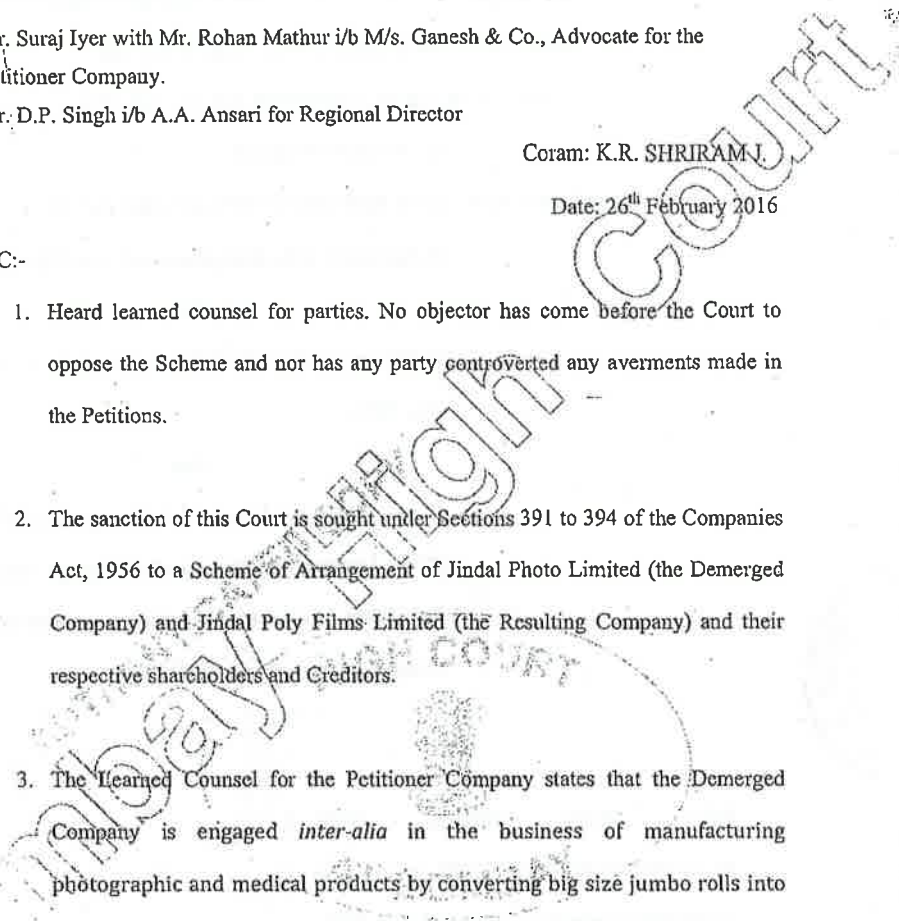 r. Suraj Iyer with Mr. Rohan Mathur i/b M/s. Ganesh & Co., Advocate for the
titioner Company.
r. D.P. Singh i/b A.A. Ansari for Regional Director
Coram: K.R. SHRIRAM J.
Date: 26th February 2016
C:-
1. Heard learned counsel for parties. No objector has come before the Court to
oppose the Scheme and nor has any party controverted any averments made in
the Petitions.
2. The sanction of this Court is sought under Sections 391 to 394 of the Companies
Act, 1956 to a Scheme of Arrangement of Jindal Photo Limited (the Demerged
Company) and Jindal Poly Films Limited (the Resulting Company) and their
respective shareholders and Creditors.
3. The Learned Counsel for the Petitioner Company states that the Demerged
Company is engaged inter-alia in the business of manufacturing
photographic and medical products by converting big size jumbo rolls into
mbay High Court
HIGH COURT